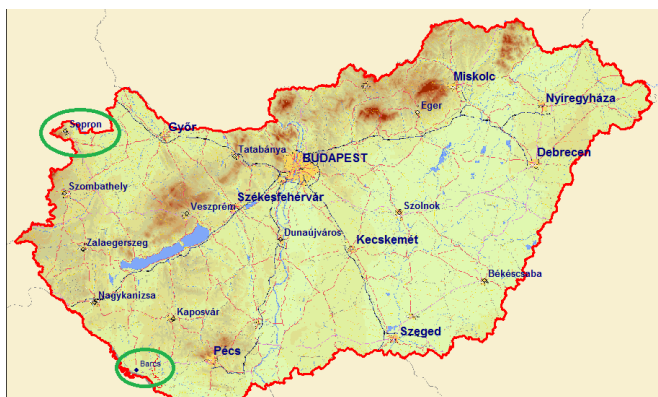 Miskolc
Nyíregyháza
Eger
Sopron
Győr
Tatabánya
BUDAPEST
Debrecen
Szombathely
Székesfehérvár
Veszprém
Szolnok
Dunaújváros
Kecskemét
Zalaegerszeg
Békéscsaba
Nagykanizsa
Kaposvár
Szeged
Pécs
Barcs